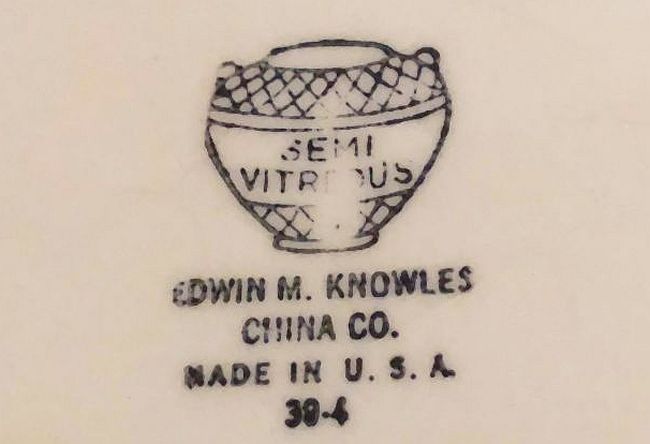 SEMI
VITREOUS
EDWIN M. KNOWLES
CHINA CO.
MADE IN U. S. A.
39-4